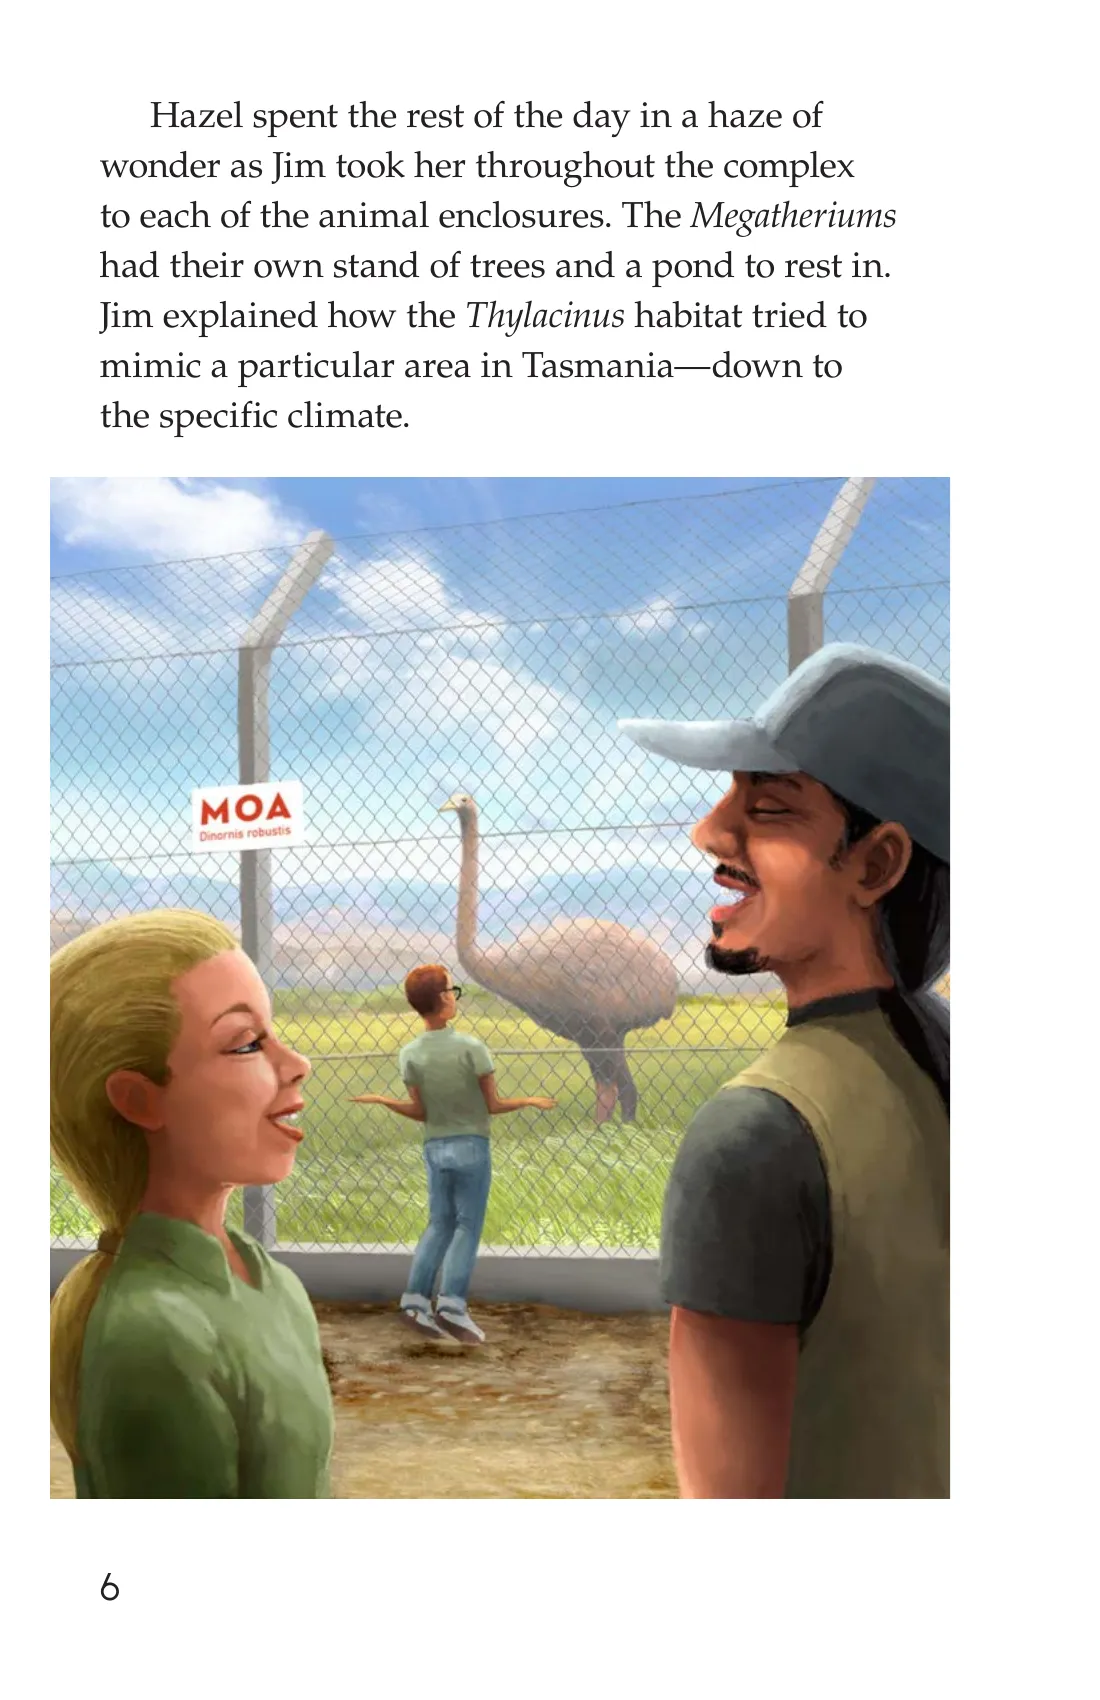 Hazel spent the rest of the day in a haze of
wonder as Jim took her throughout the complex
to each of the animal enclosures. The Megatheriums
had their own stand of trees and a pond to rest in.
Jim explained how the Thylacinus habitat tried to
mimic a particular area in Tasmania—down to
the specific climate.
MOA
Dinornis robustis
6